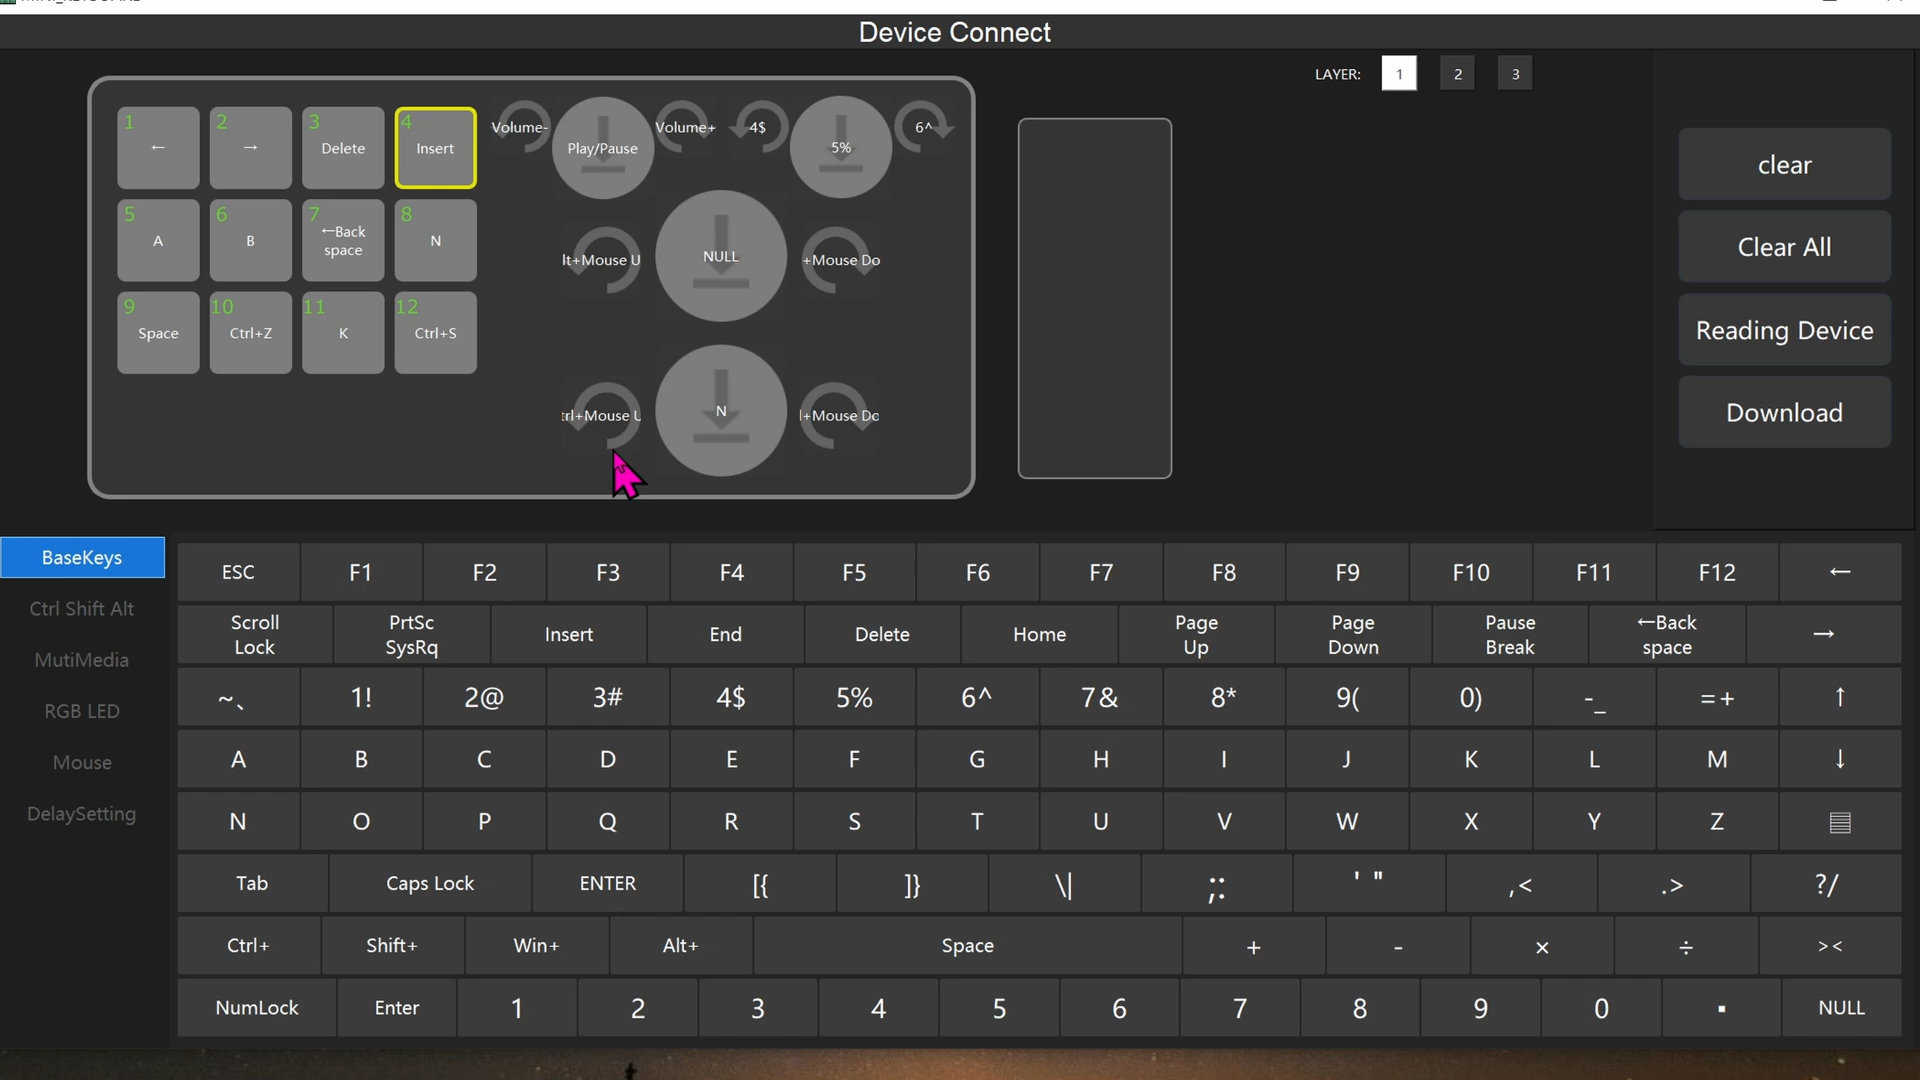 Device Connect
LAYER: 1 2 3
1 ← 2 → 3 Delete 4 Insert
Volume- Play/Pause Volume+ 4$ 5% 6^
5 A 6 B 7 ←Back space 8 N
lt+Mouse U NULL +Mouse Do
9 Space 10 Ctrl+Z 11 K 12 Ctrl+S
trl+Mouse U N l+Mouse Do
clear
Clear All
Reading Device
Download
BaseKeys
Ctrl Shift Alt
MutiMedia
RGB LED
Mouse
DelaySetting
ESC F1 F2 F3 F4 F5 F6 F7 F8 F9 F10 F11 F12 ←
Scroll Lock PrtSc SysRq Insert End Delete Home Page Up Page Down Pause Break ←Back space →
~、 1! 2@ 3# 4$ 5% 6^ 7& 8* 9( 0) -_ =+ ↑
A B C D E F G H I J K L M ↓
N O P Q R S T U V W X Y Z ▤
Tab Caps Lock ENTER [{ ]} \| ;: ' " ,< .> ?/
Ctrl+ Shift+ Win+ Alt+ Space + - × ÷ ><
NumLock Enter 1 2 3 4 5 6 7 8 9 0 ▪ NULL